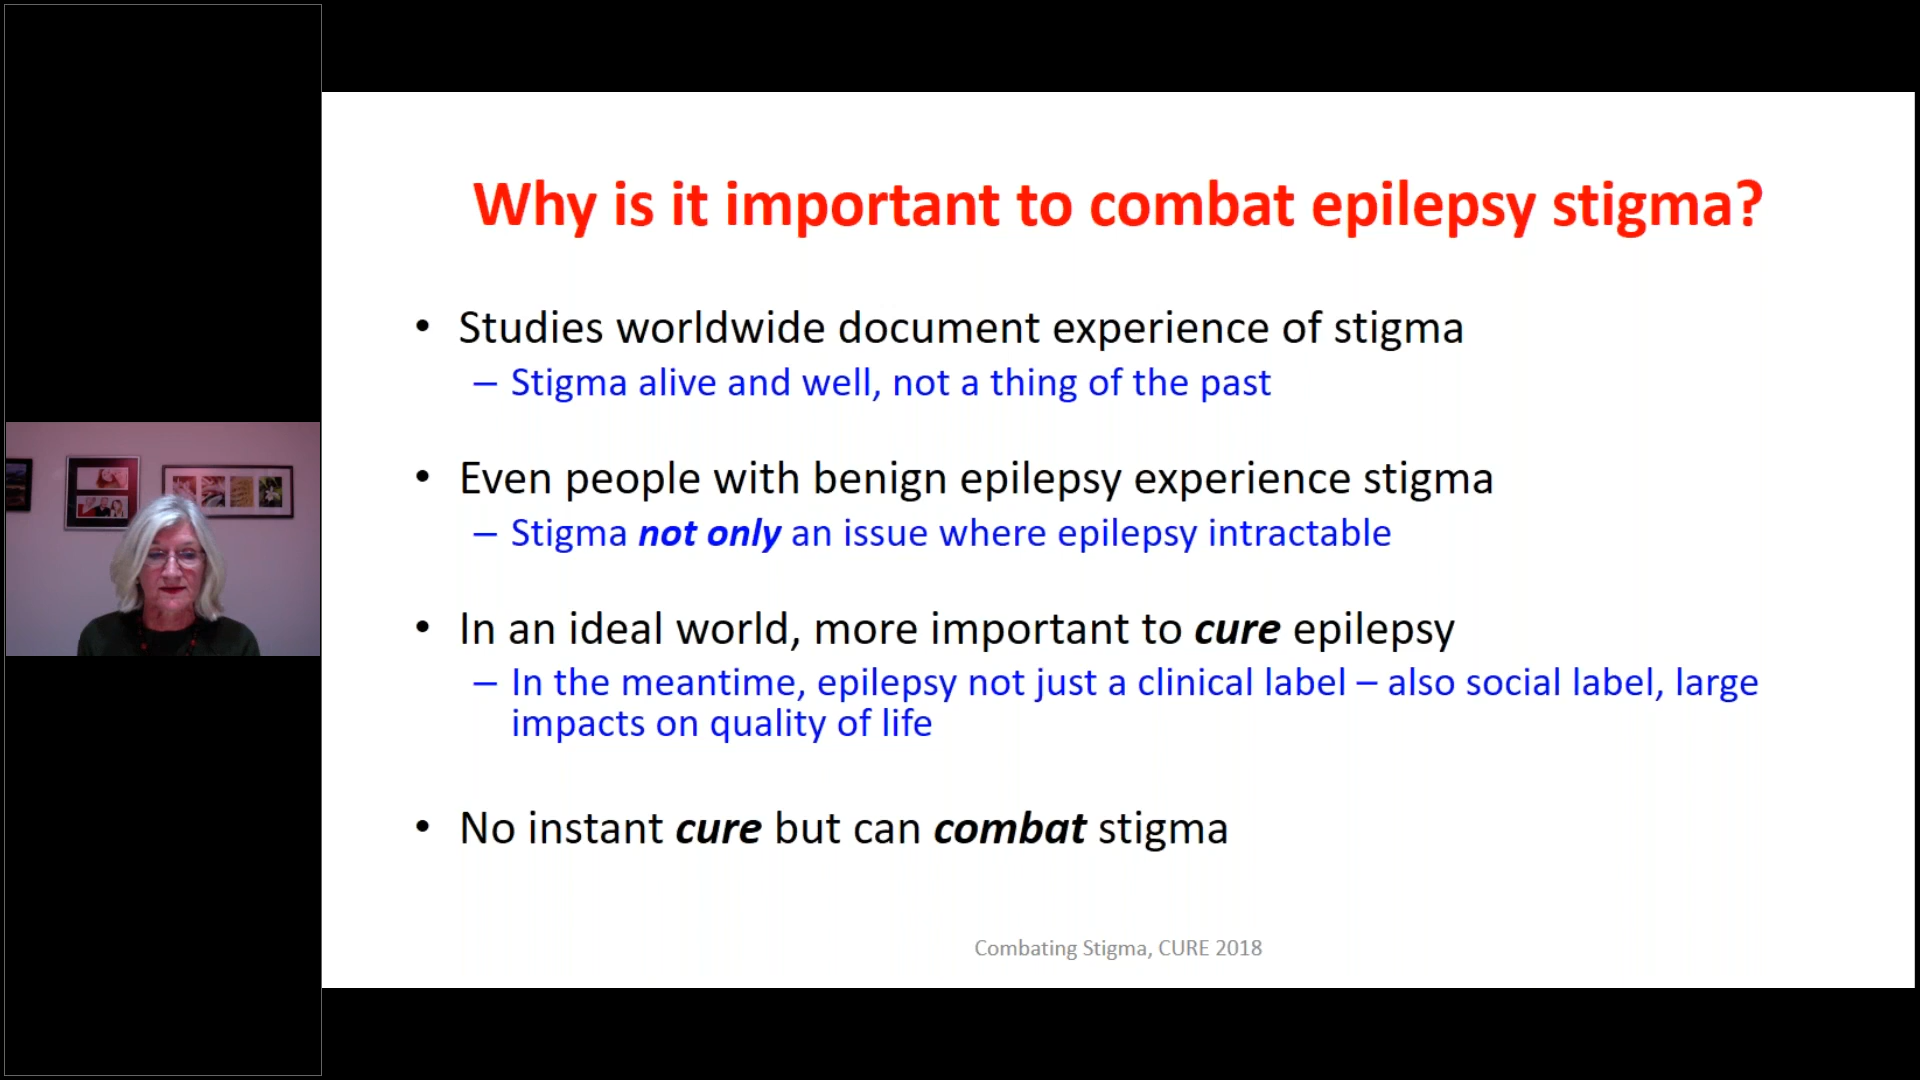 Why is it important to combat epilepsy stigma?
• Studies worldwide document experience of stigma
– Stigma alive and well, not a thing of the past
• Even people with benign epilepsy experience stigma
– Stigma not only an issue where epilepsy intractable
• In an ideal world, more important to cure epilepsy
– In the meantime, epilepsy not just a clinical label – also social label, large
impacts on quality of life
• No instant cure but can combat stigma
Combating Stigma, CURE 2018